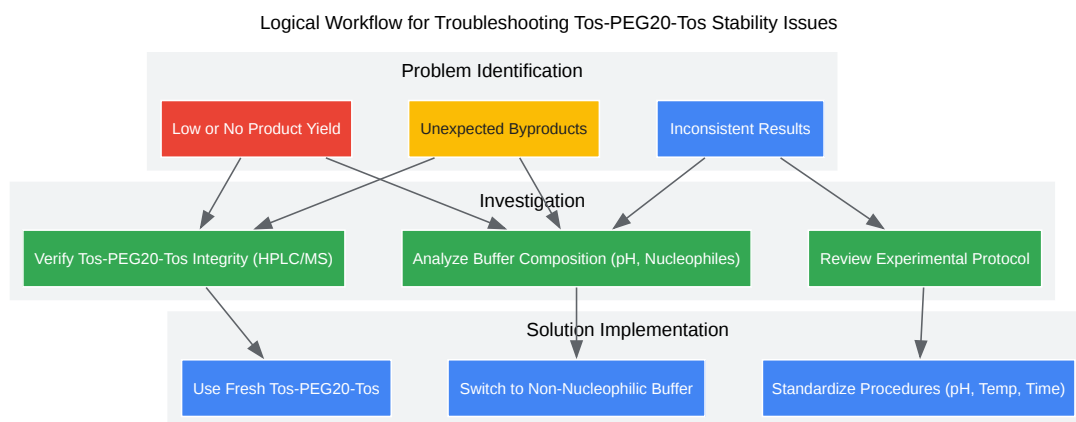 Logical Workflow for Troubleshooting Tos-PEG20-Tos Stability Issues
Problem Identification
Low or No Product Yield
Unexpected Byproducts
Inconsistent Results
Investigation
Verify Tos-PEG20-Tos Integrity (HPLC/MS)
Analyze Buffer Composition (pH, Nucleophiles)
Review Experimental Protocol
Solution Implementation
Use Fresh Tos-PEG20-Tos
Switch to Non-Nucleophilic Buffer
Standardize Procedures (pH, Temp, Time)